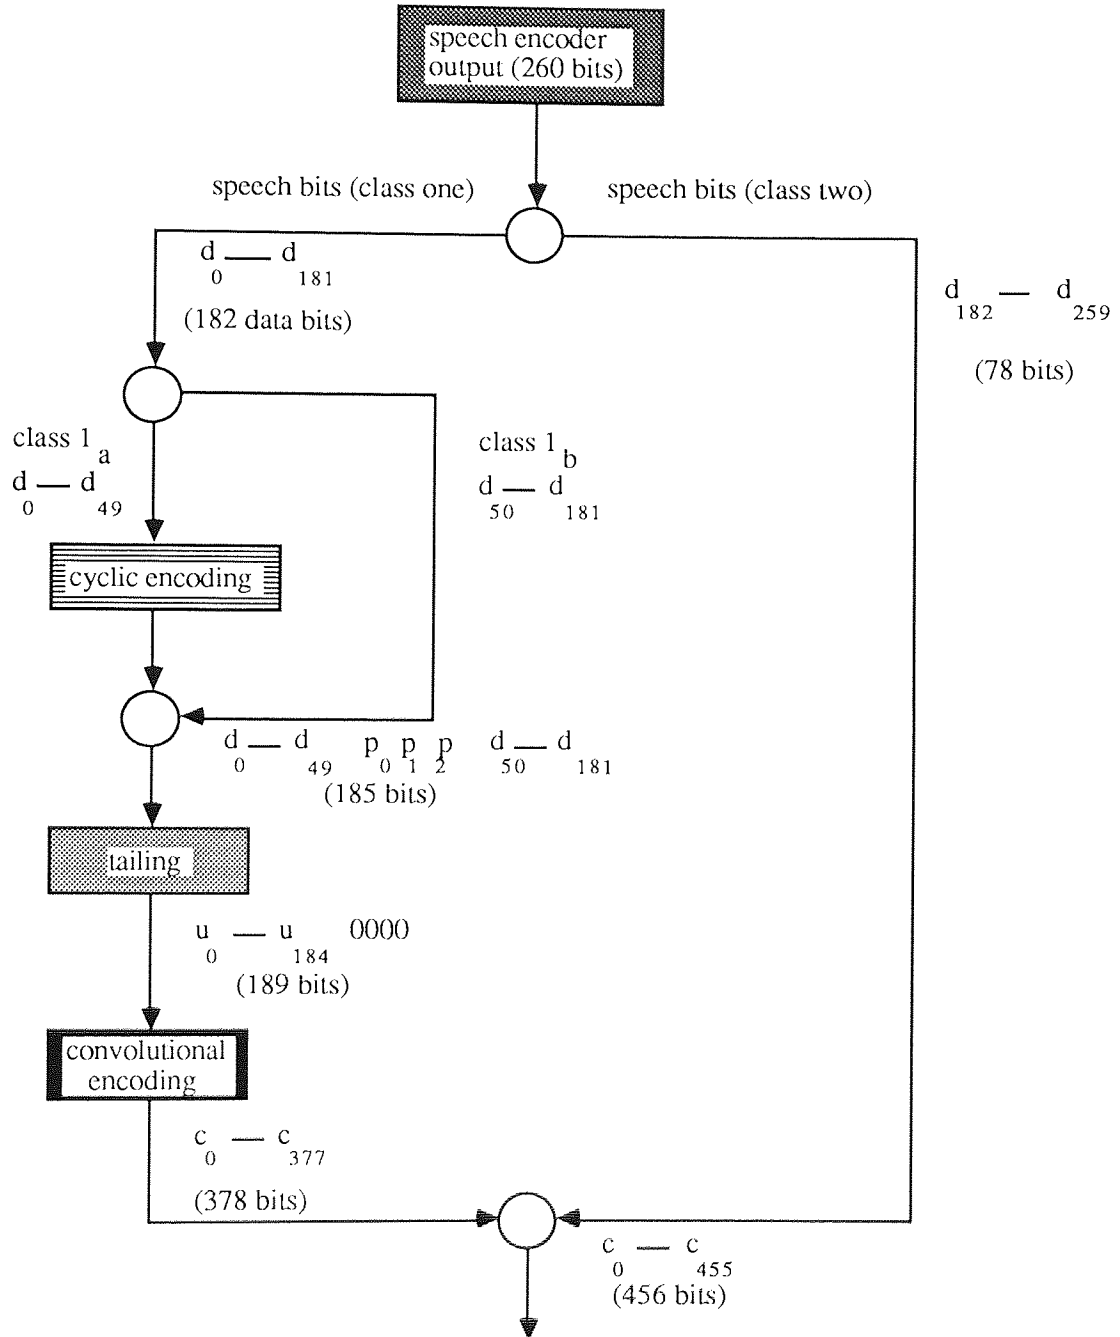 speech encoder
output (260 bits)
speech bits (class one)
speech bits (class two)
d0 — d181
(182 data bits)
d182 — d259
(78 bits)
class 1a
d0 — d49
class 1b
d50 — d181
cyclic encoding
d0 — d49 p0 p1 p2 d50 — d181
(185 bits)
tailing
u0 — u184 0000
(189 bits)
convolutional
encoding
c0 — c377
(378 bits)
c0 — c455
(456 bits)